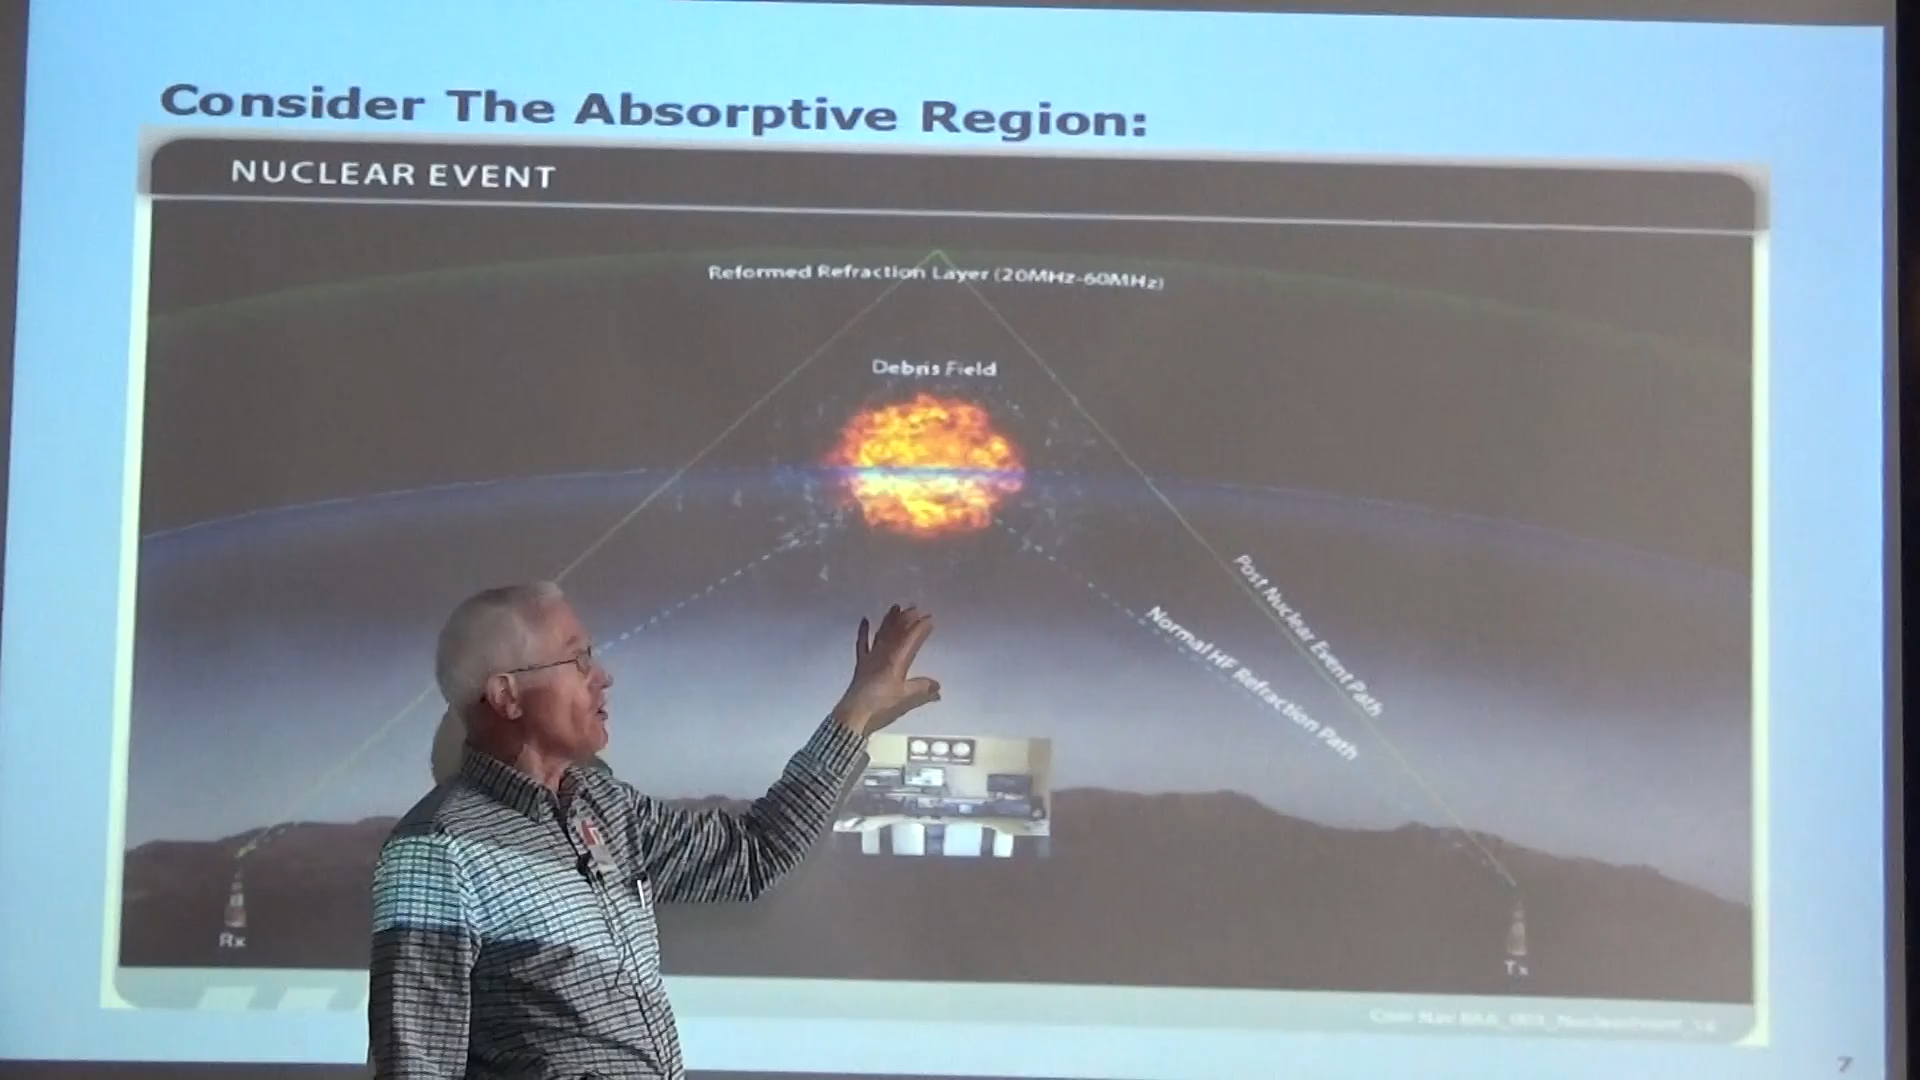 Consider The Absorptive Region:
NUCLEAR EVENT
Reformed Refraction Layer (20MHz-60MHz)
Debris Field
Post Nuclear Event Path
Normal HF Refraction Path
Rx
Tx
7